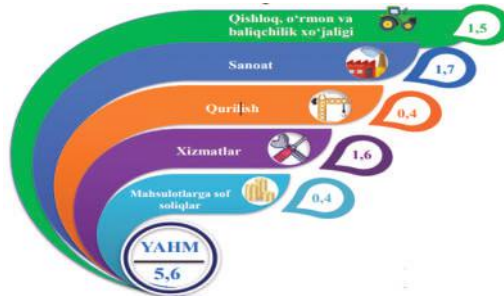 Qishloq, o‘rmon va
baliqchilik xo‘jaligi
1,5
Sanoat
1,7
Qurilish
0,4
Xizmatlar
1,6
Mahsulotlarga sof
soliqlar
0,4
YAHM
5,6